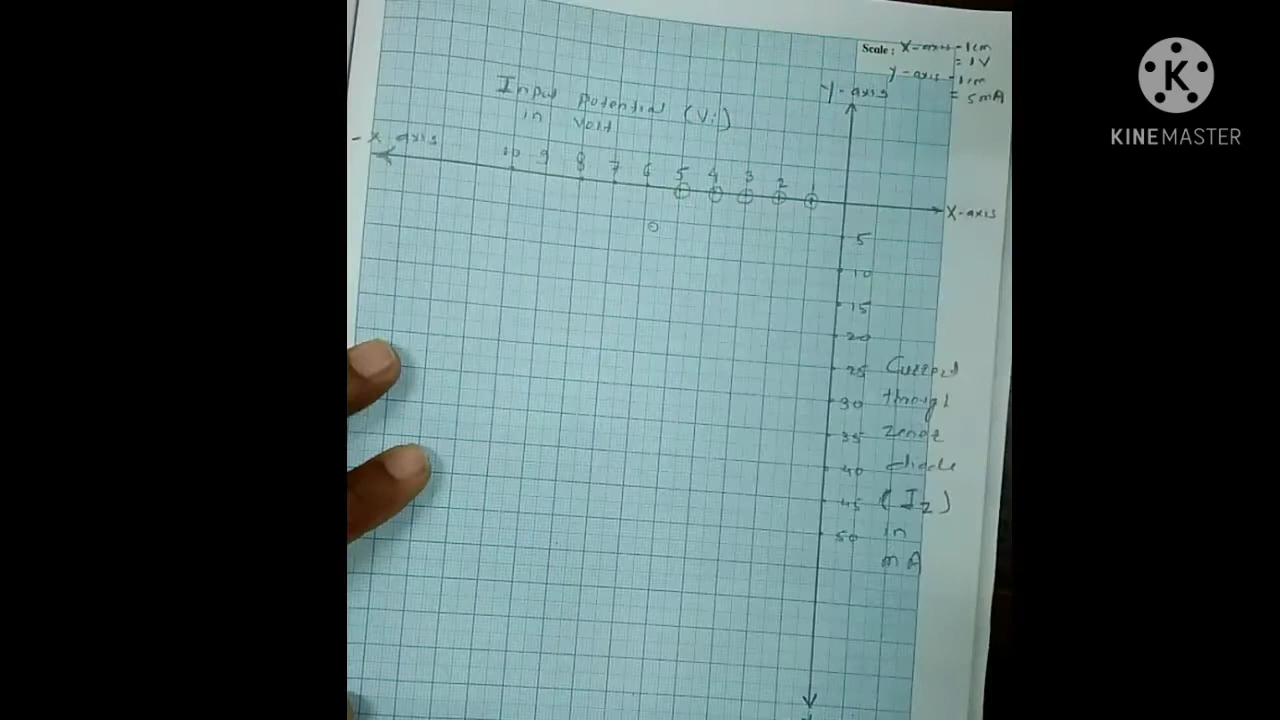 Scale: X-axis-1cm
= 1V
Y-axis-1cm
= 5mA
Y-axis
Input potential (Vi)
in Volt
-X axis
10 9 8 7 6 5 4 3 2 1
X-axis
5
10
15
20
25
30
35
40
45
50
Current
through
diode
(Iz)
in
mA
K
KINEMASTER